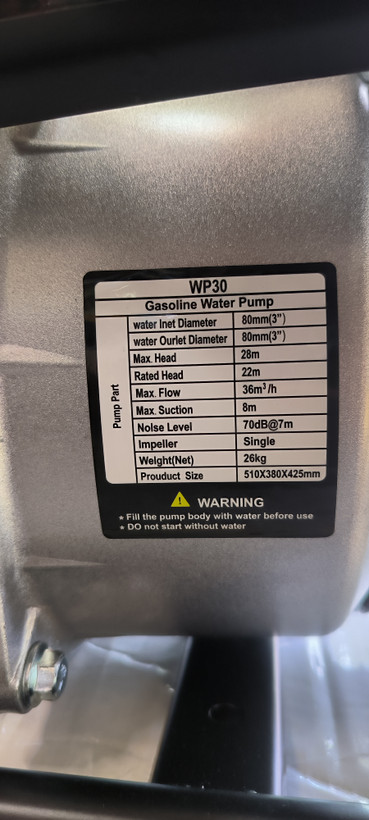 WP30
Gasoline Water Pump
Pump Part
water Inet Diameter 80mm(3")
water Ourlet Diameter 80mm(3")
Max. Head 28m
Rated Head 22m
Max. Flow 36m³/h
Max. Suction 8m
Nolse Level 70dB@7m
Impeller Single
Welght(Net) 26kg
Prouduct Size 510X380X425mm
WARNING
* Fill the pump body with water before use
* DO not start without water